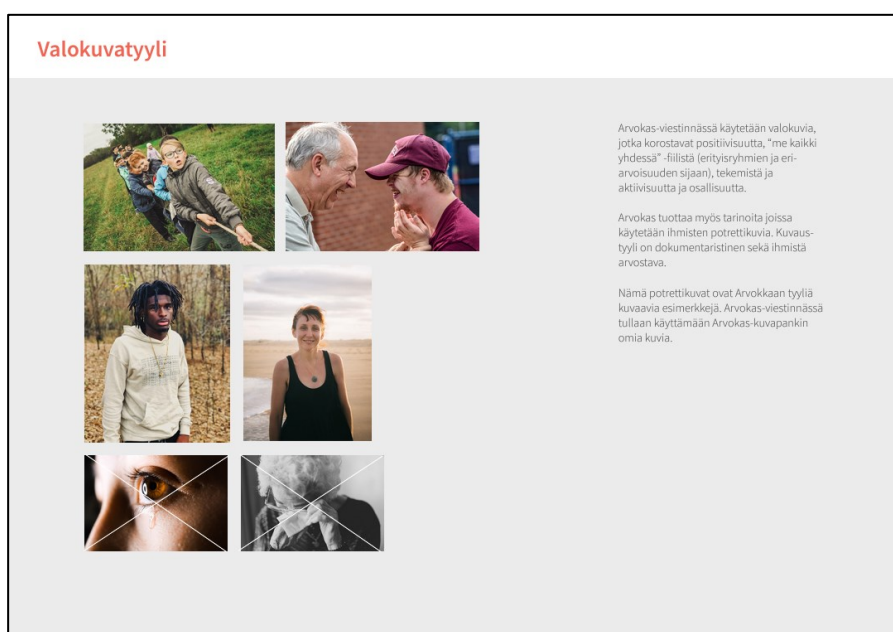 Valokuvatyyli
Arvokas-viestinnässä käytetään valokuvia,
jotka korostavat positiivisuutta, “me kaikki
yhdessä” -fiilistä (erityisryhmien ja eri-
arvoisuuden sijaan), tekemistä ja
aktiivisuutta ja osallisuutta.
Arvokas tuottaa myös tarinoita joissa
käytetään ihmisten potrettikuvia. Kuvaus-
tyyli on dokumentaristinen sekä ihmistä
arvostava.
Nämä potrettikuvat ovat Arvokkaan tyyliä
kuvaavia esimerkkejä. Arvokas-viestinnässä
tullaan käyttämään Arvokas-kuvapankin
omia kuvia.